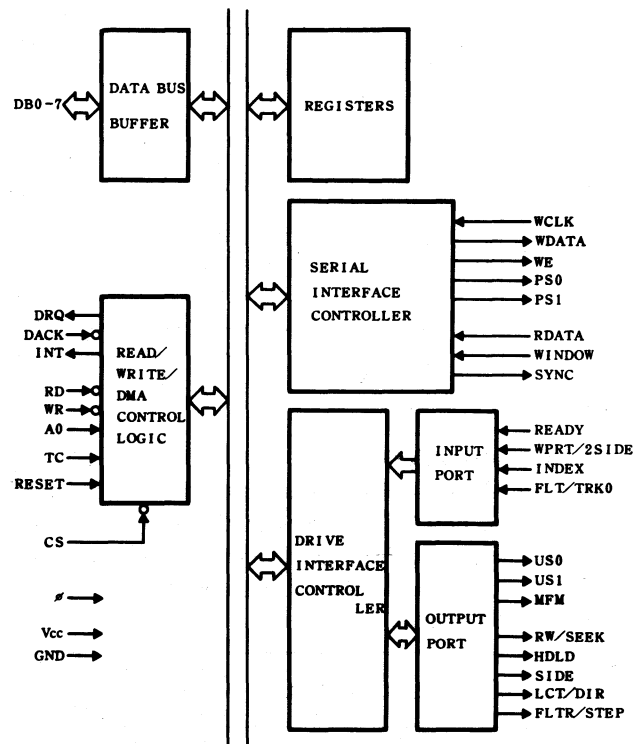 DB0-7
DATA BUS
BUFFER
REGISTERS
SERIAL
INTERFACE
CONTROLLER
WCLK
WDATA
WE
PS0
PS1
RDATA
WINDOW
SYNC
DRQ
DACK
INT
RD
WR
A0
TC
RESET
READ/
WRITE/
DMA
CONTROL
LOGIC
CS
ø
Vcc
GND
DRIVE
INTERFACE
CONTROL
LER
INPUT
PORT
READY
WPRT/2SIDE
INDEX
FLT/TRK0
OUTPUT
PORT
US0
US1
MFM
RW/SEEK
HDLD
SIDE
LCT/DIR
FLTR/STEP